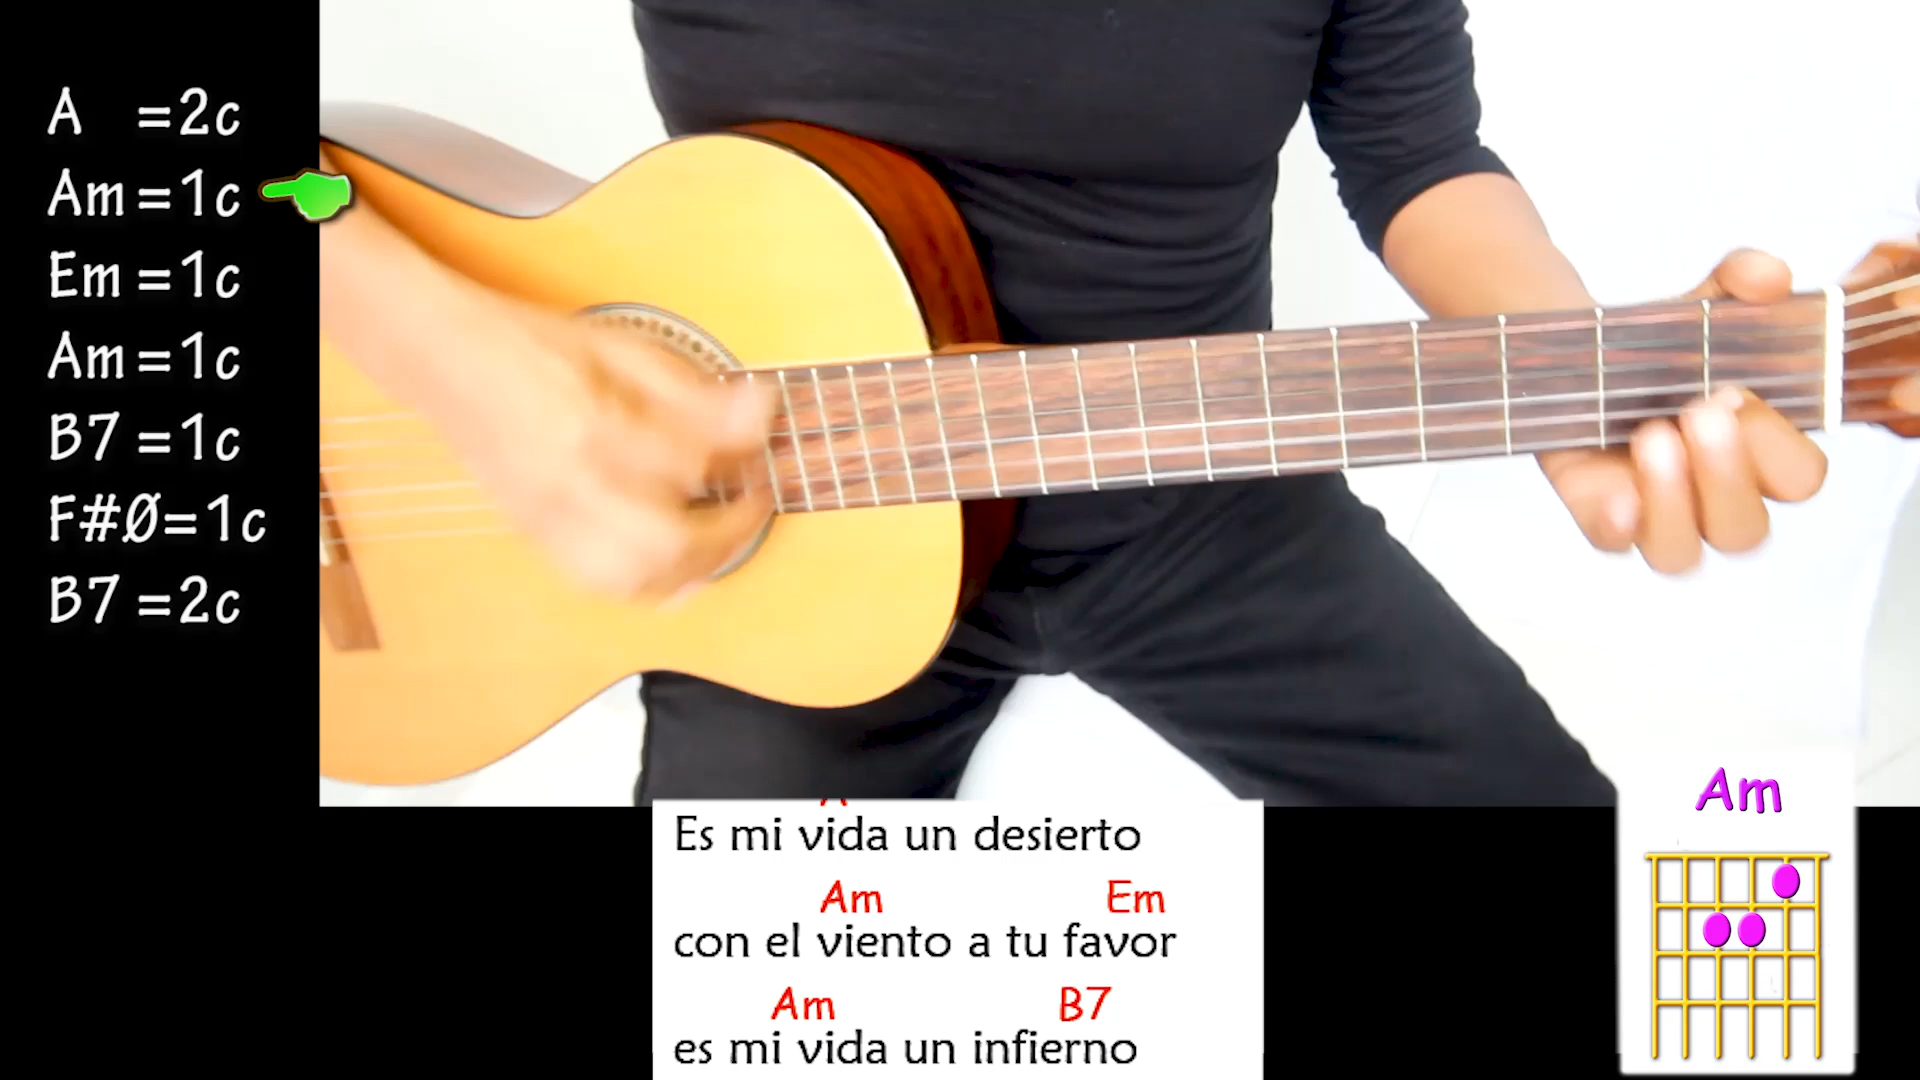 A =2c
Am=1c
Em=1c
Am=1c
B7=1c
F#Ø=1c
B7=2c
Es mi vida un desierto
Am Em
con el viento a tu favor
Am B7
es mi vida un infierno
Am